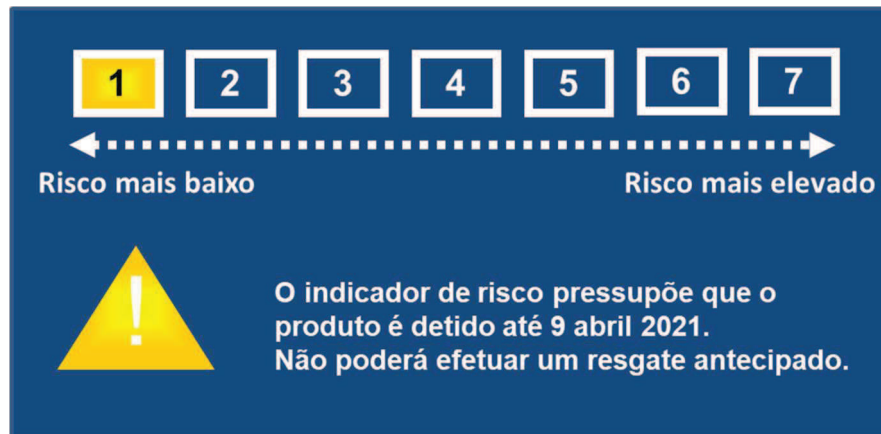 1 2 3 4 5 6 7
Risco mais baixo Risco mais elevado
!
O indicador de risco pressupõe que o
produto é detido até 9 abril 2021.
Não poderá efetuar um resgate antecipado.